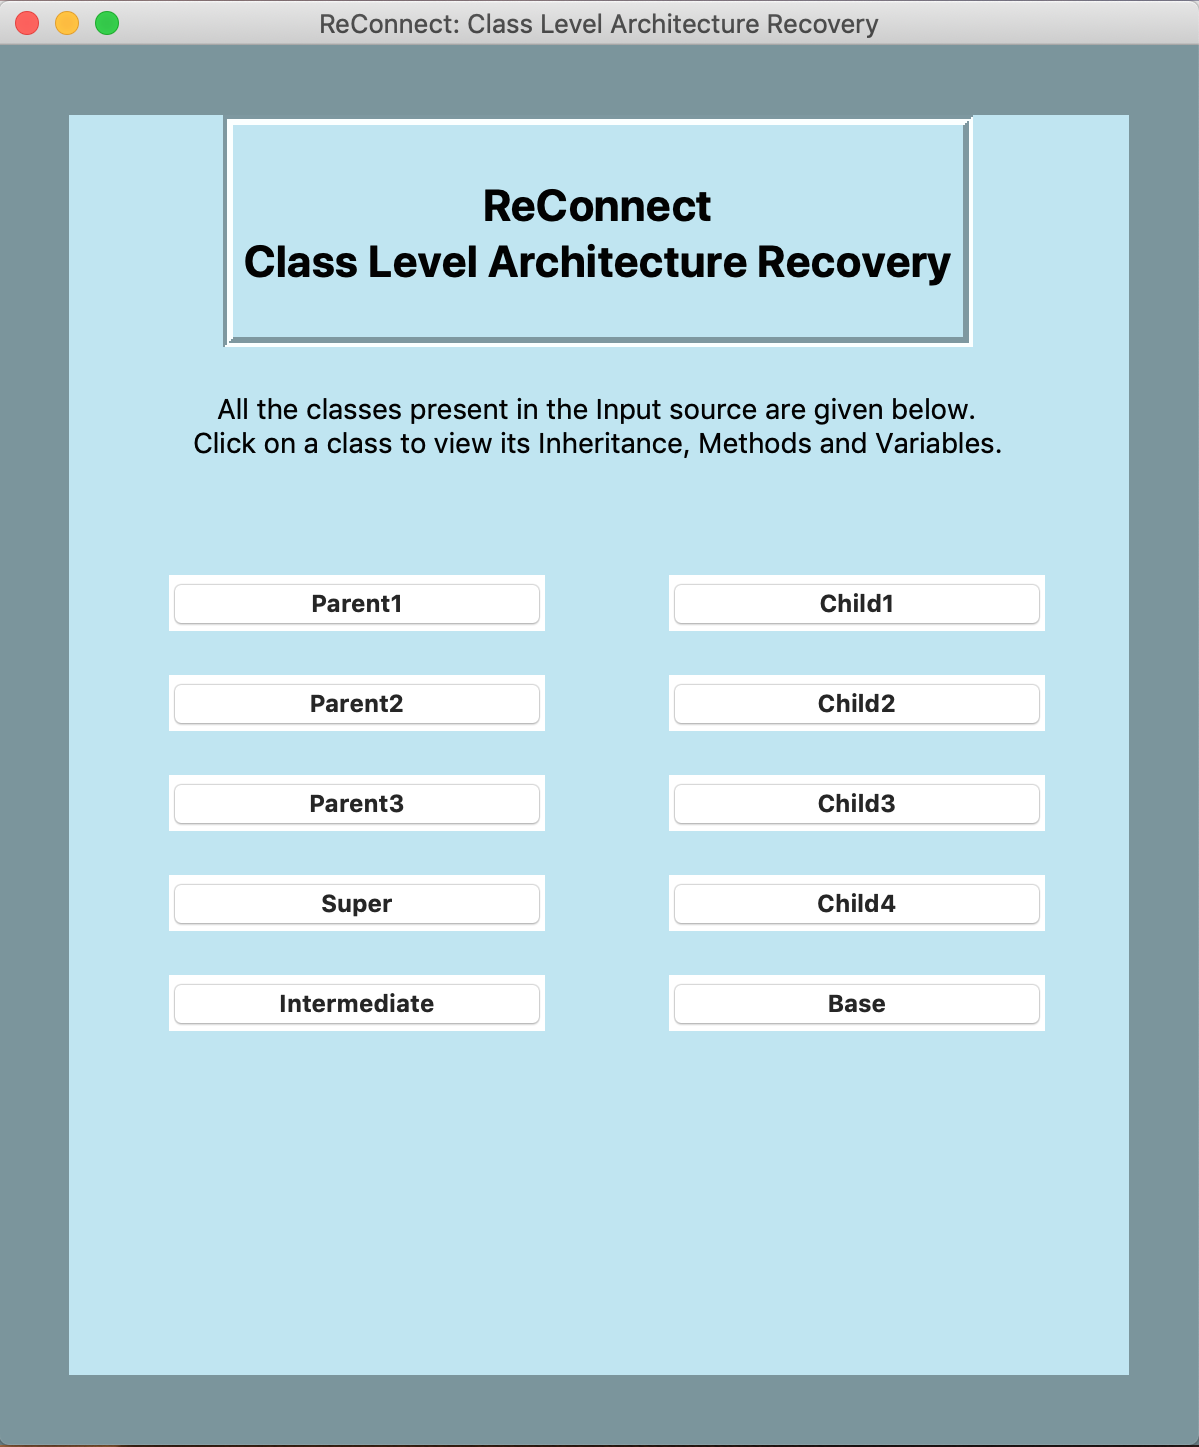 ReConnect: Class Level Architecture Recovery
ReConnect
Class Level Architecture Recovery
All the classes present in the Input source are given below.
Click on a class to view its Inheritance, Methods and Variables.
Parent1
Child1
Parent2
Child2
Parent3
Child3
Super
Child4
Intermediate
Base